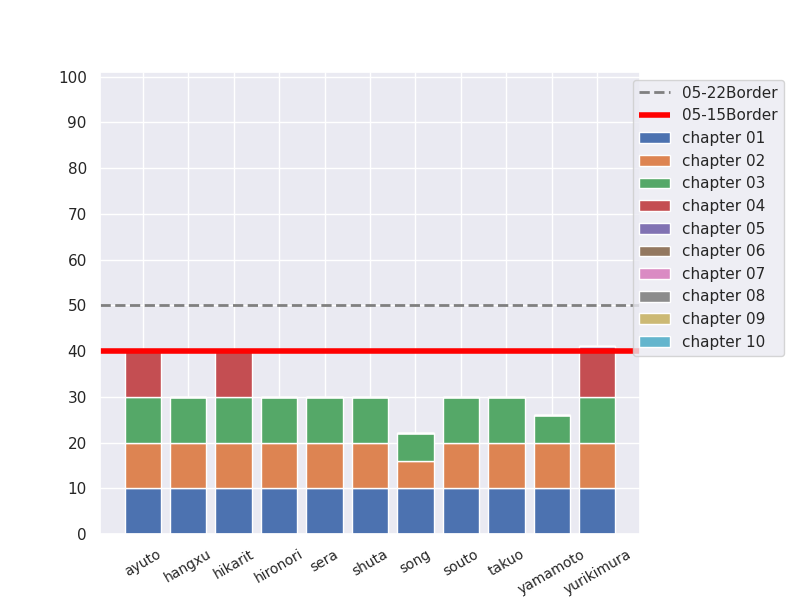 100
90
80
70
60
50
40
30
20
10
0
05-22Border
05-15Border
chapter 01
chapter 02
chapter 03
chapter 04
chapter 05
chapter 06
chapter 07
chapter 08
chapter 09
chapter 10
ayuto
hangxu
hikarit
hironori
sera
shuta
song
souto
takuo
yamamoto
yurikimura